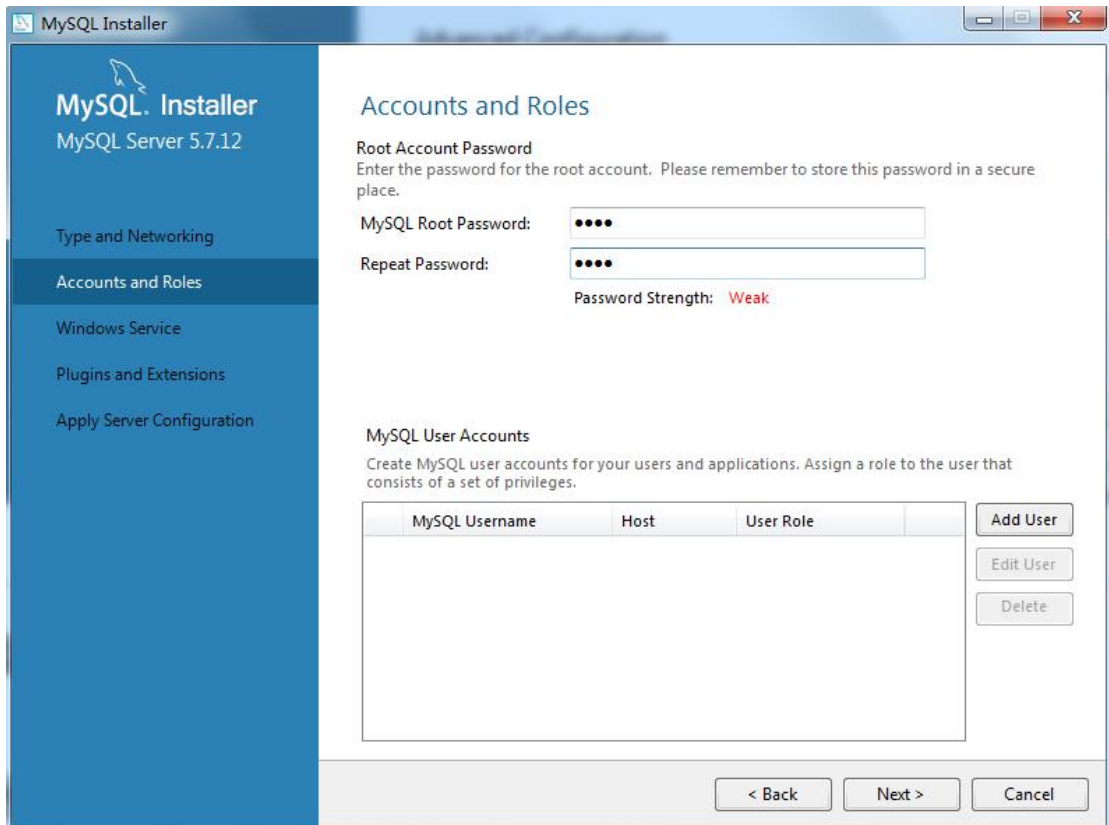 MySQL Installer
Advanced Configuration
MySQL. Installer
MySQL Server 5.7.12
Type and Networking
Accounts and Roles
Windows Service
Plugins and Extensions
Apply Server Configuration
Accounts and Roles
Root Account Password
Enter the password for the root account. Please remember to store this password in a secure
place.
MySQL Root Password: ●●●●
Repeat Password: ●●●●
Password Strength: Weak
MySQL User Accounts
Create MySQL user accounts for your users and applications. Assign a role to the user that
consists of a set of privileges.
MySQL Username Host User Role
Add User
Edit User
Delete
< Back Next > Cancel